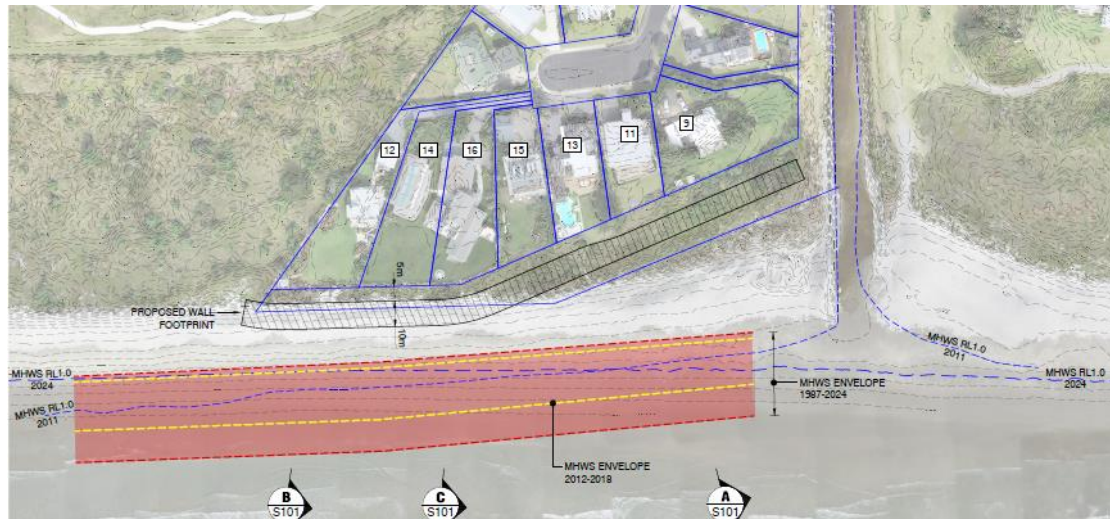 12
14
16
15
13
11
9
5m
10m
PROPOSED WALL
FOOTPRINT
MHWS RL1.0
2024
MHWS RL1.0
2011
MHWS RL1.0
2011
MHWS RL1.0
2024
MHWS ENVELOPE
1987-2024
MHWS ENVELOPE
2012-2018
B
S101
C
S101
A
S101